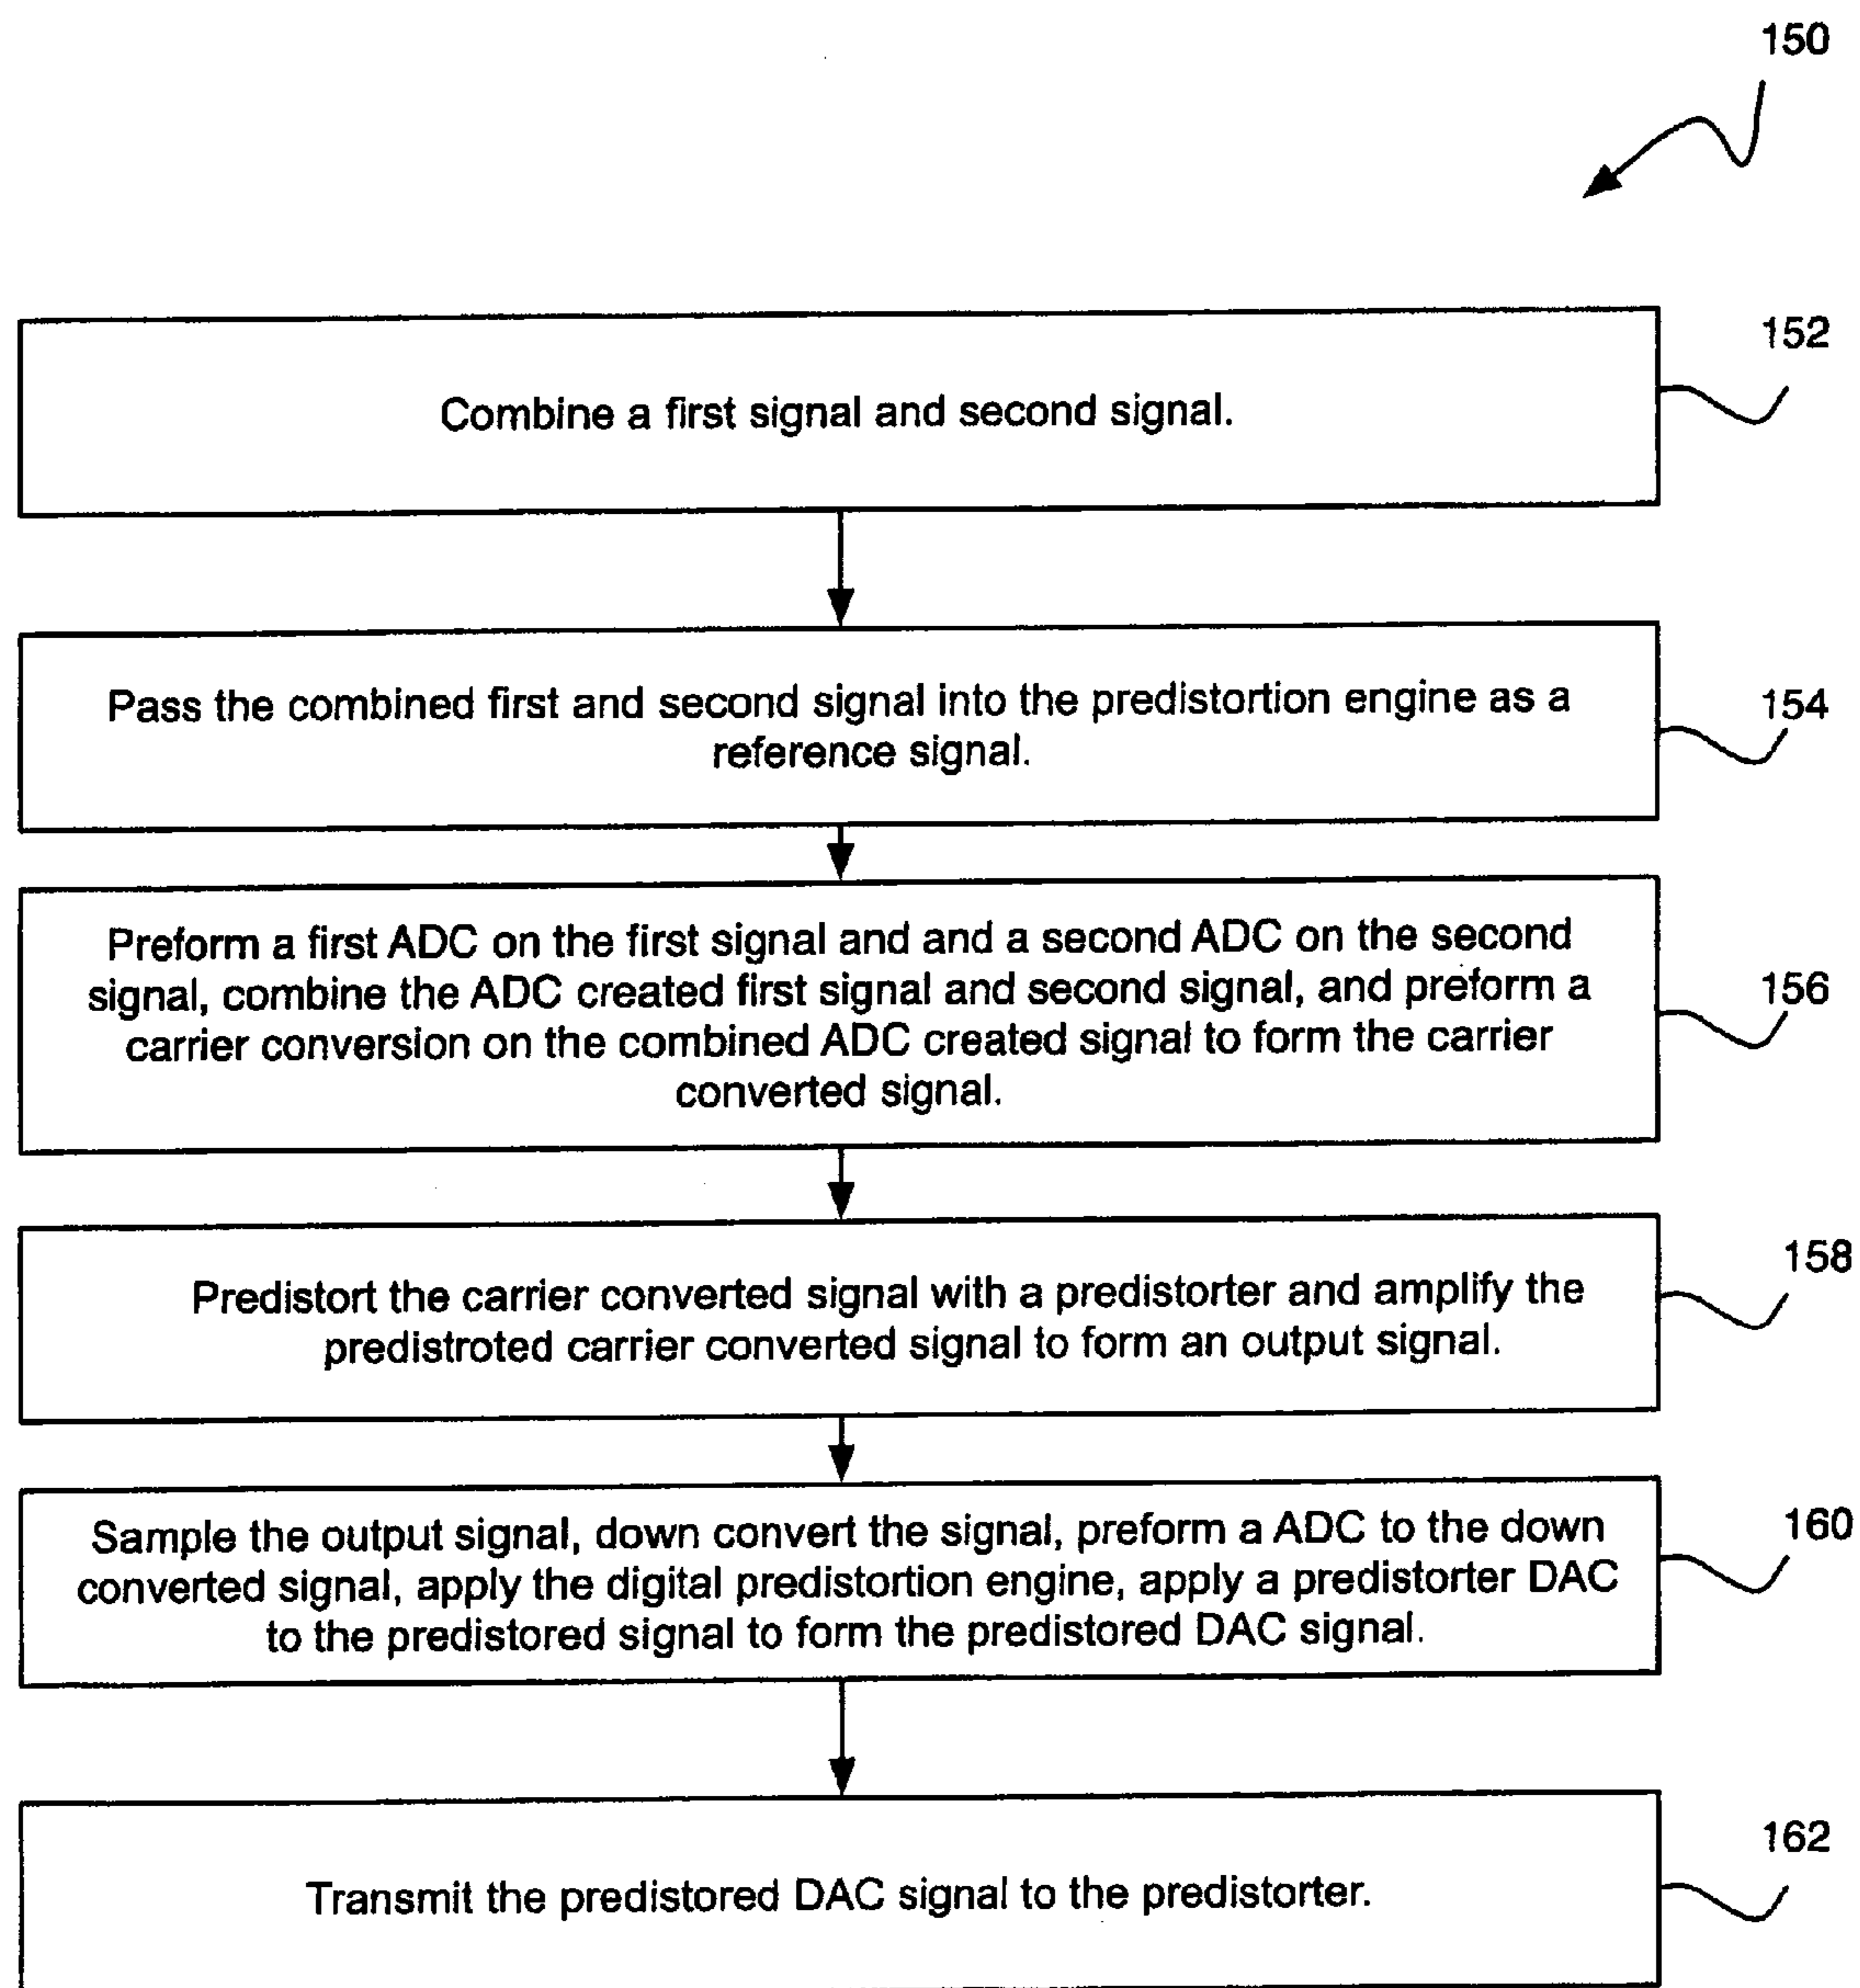 150
152
Combine a first signal and second signal.
154
Pass the combined first and second signal into the predistortion engine as a
reference signal.
156
Preform a first ADC on the first signal and and a second ADC on the second
signal, combine the ADC created first signal and second signal, and preform a
carrier conversion on the combined ADC created signal to form the carrier
converted signal.
158
Predistort the carrier converted signal with a predistorter and amplify the
predistroted carrier converted signal to form an output signal.
160
Sample the output signal, down convert the signal, preform a ADC to the down
converted signal, apply the digital predistortion engine, apply a predistorter DAC
to the predistored signal to form the predistored DAC signal.
162
Transmit the predistored DAC signal to the predistorter.